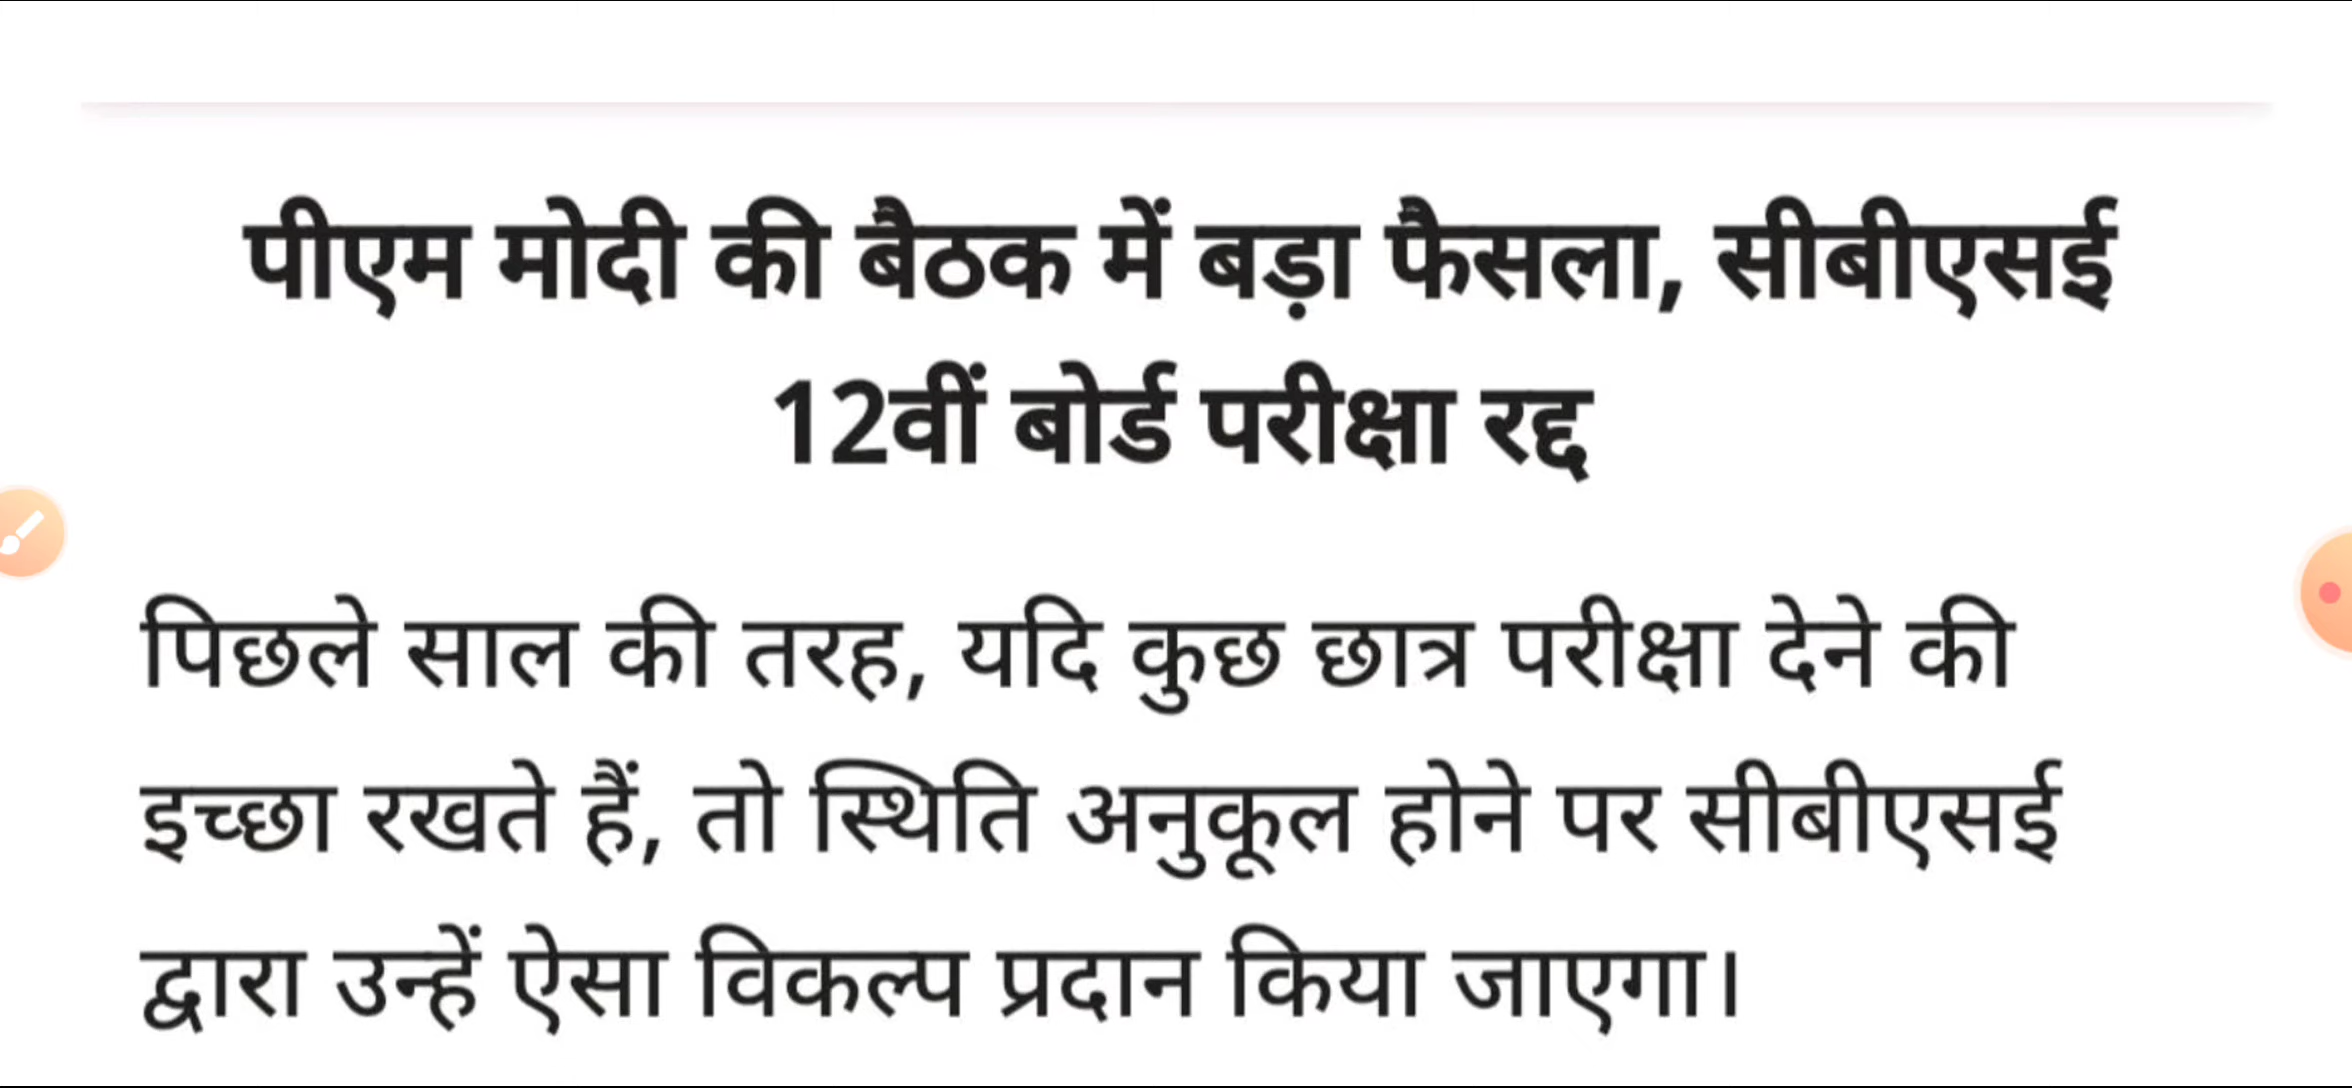 पीएम मोदी की बैठक में बड़ा फैसला, सीबीएसई
12वीं बोर्ड परीक्षा रद्द
पिछले साल की तरह, यदि कुछ छात्र परीक्षा देने की
इच्छा रखते हैं, तो स्थिति अनुकूल होने पर सीबीएसई
द्वारा उन्हें ऐसा विकल्प प्रदान किया जाएगा।